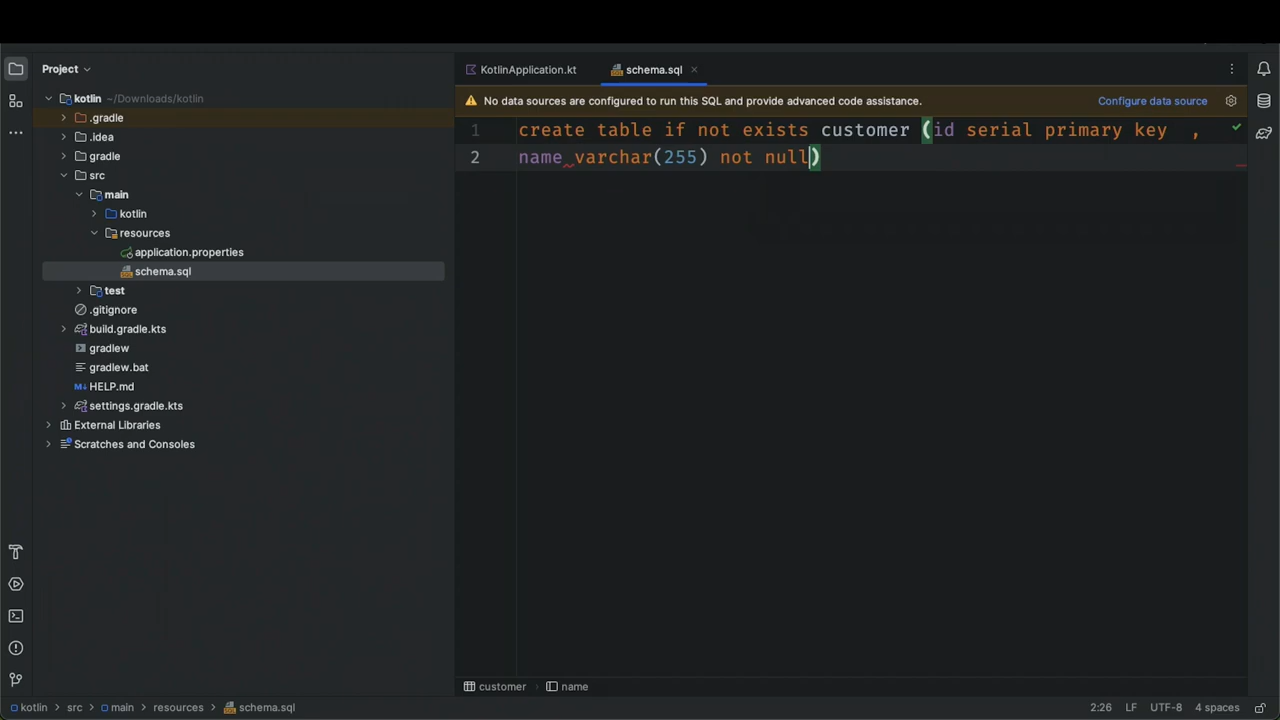 Project
KotlinApplication.kt
schema.sql
kotlin ~/Downloads/kotlin
No data sources are configured to run this SQL and provide advanced code assistance.
Configure data source
.gradle
.idea
gradle
src
main
kotlin
resources
application.properties
schema.sql
test
.gitignore
build.gradle.kts
gradlew
gradlew.bat
HELP.md
settings.gradle.kts
External Libraries
Scratches and Consoles
1 create table if not exists customer (id serial primary key  ,
2 name varchar(255) not null)
customer
name
kotlin
src
main
resources
schema.sql
2:26
LF
UTF-8
4 spaces